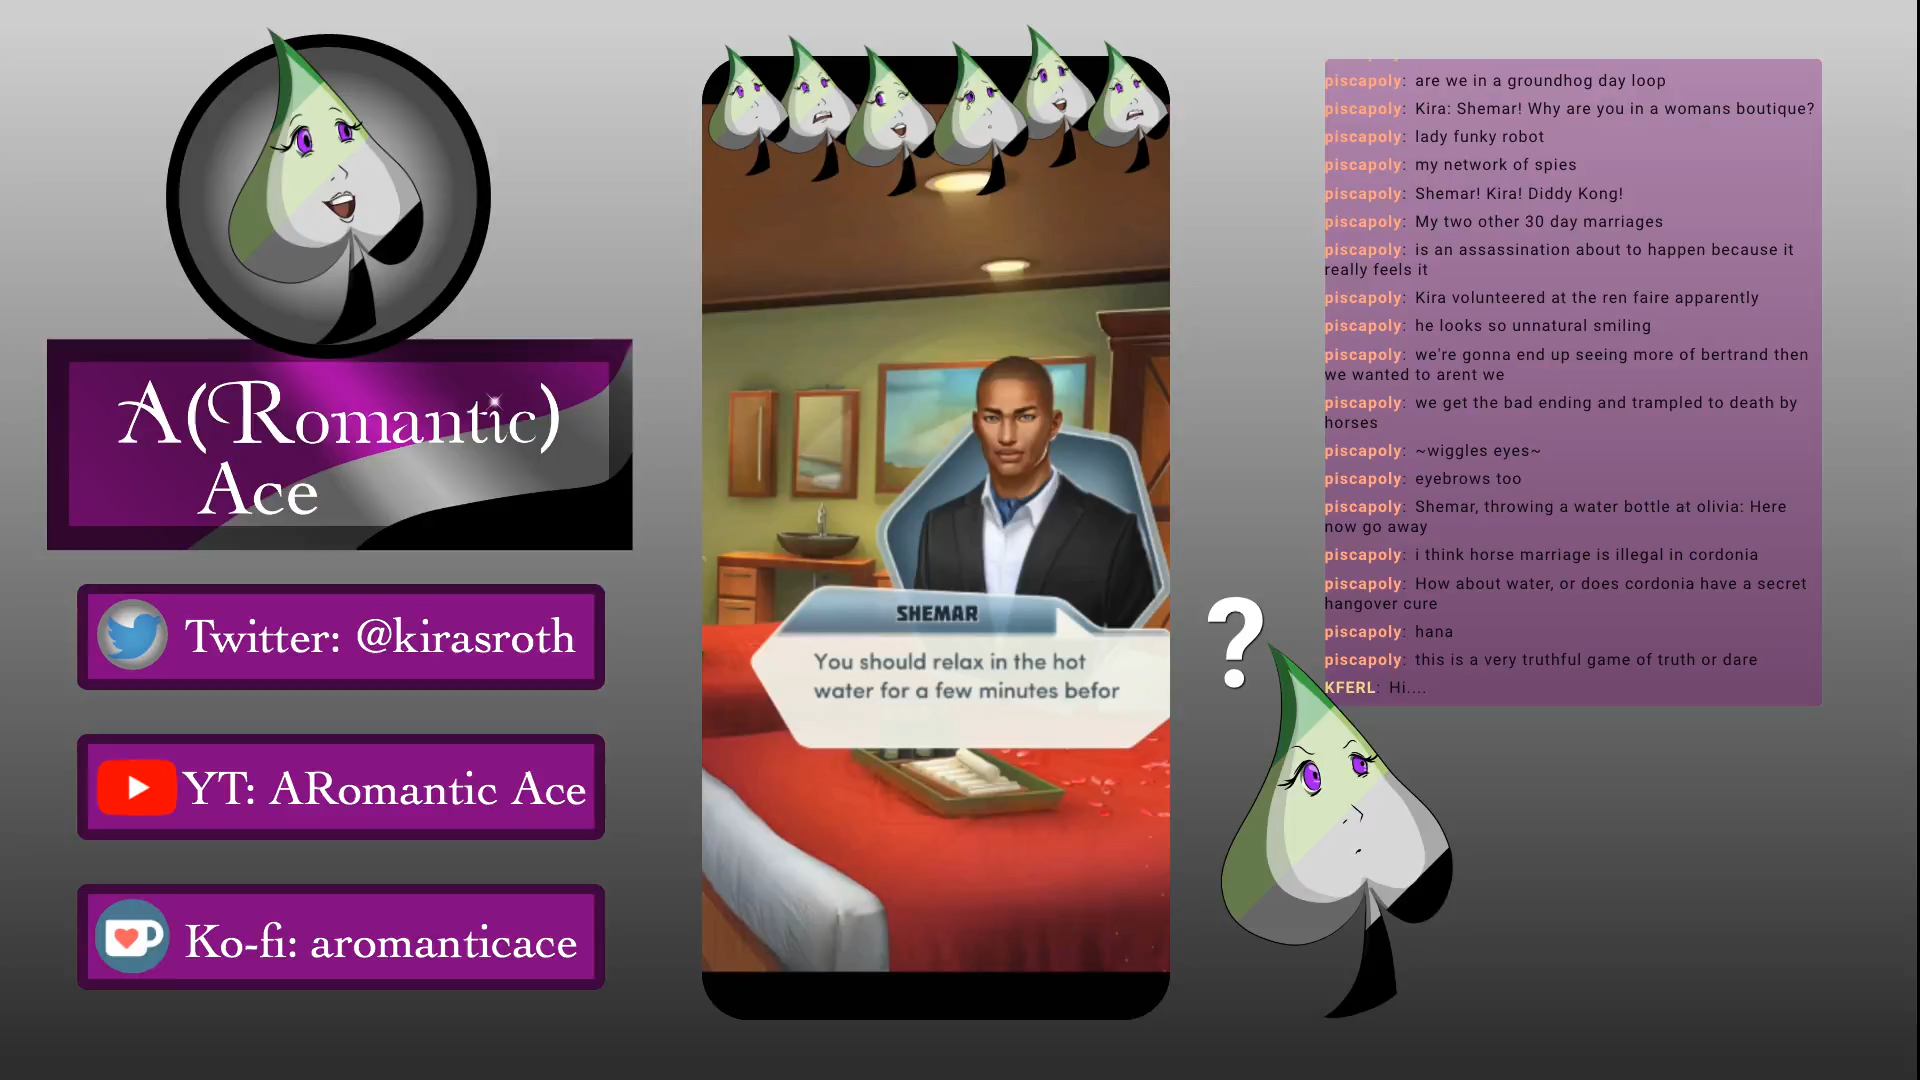 A(Romantic)
Ace
Twitter: @kirasroth
YT: ARomantic Ace
Ko-fi: aromanticace
SHEMAR
You should relax in the hot
water for a few minutes befor
?
piscapoly: are we in a groundhog day loop
piscapoly: Kira: Shemar! Why are you in a womans boutique?
piscapoly: lady funky robot
piscapoly: my network of spies
piscapoly: Shemar! Kira! Diddy Kong!
piscapoly: My two other 30 day marriages
piscapoly: is an assassination about to happen because it
really feels it
piscapoly: Kira volunteered at the ren faire apparently
piscapoly: he looks so unnatural smiling
piscapoly: we're gonna end up seeing more of bertrand then
we wanted to arent we
piscapoly: we get the bad ending and trampled to death by
horses
piscapoly: ~wiggles eyes~
piscapoly: eyebrows too
piscapoly: Shemar, throwing a water bottle at olivia: Here
now go away
piscapoly: i think horse marriage is illegal in cordonia
piscapoly: How about water, or does cordonia have a secret
hangover cure
piscapoly: hana
piscapoly: this is a very truthful game of truth or dare
KFERL: Hi....